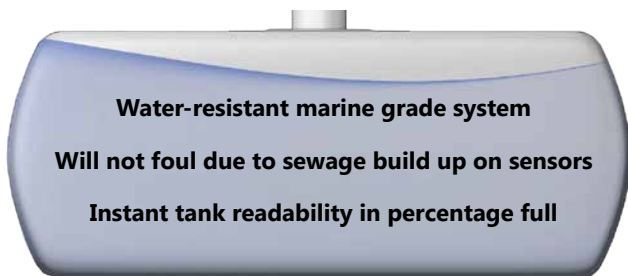 Water-resistant marine grade system
Will not foul due to sewage build up on sensors
Instant tank readability in percentage full